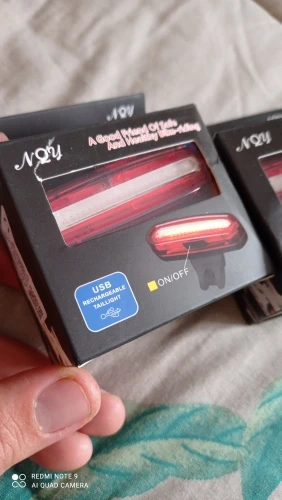 NQY
NQY
A Good Friend Of Safe
And Healthy Bike-riding
NQY
USB
RECHARGEABLE
TAILLIGHT
ON/OFF
REDMI NOTE 9
AI QUAD CAMERA